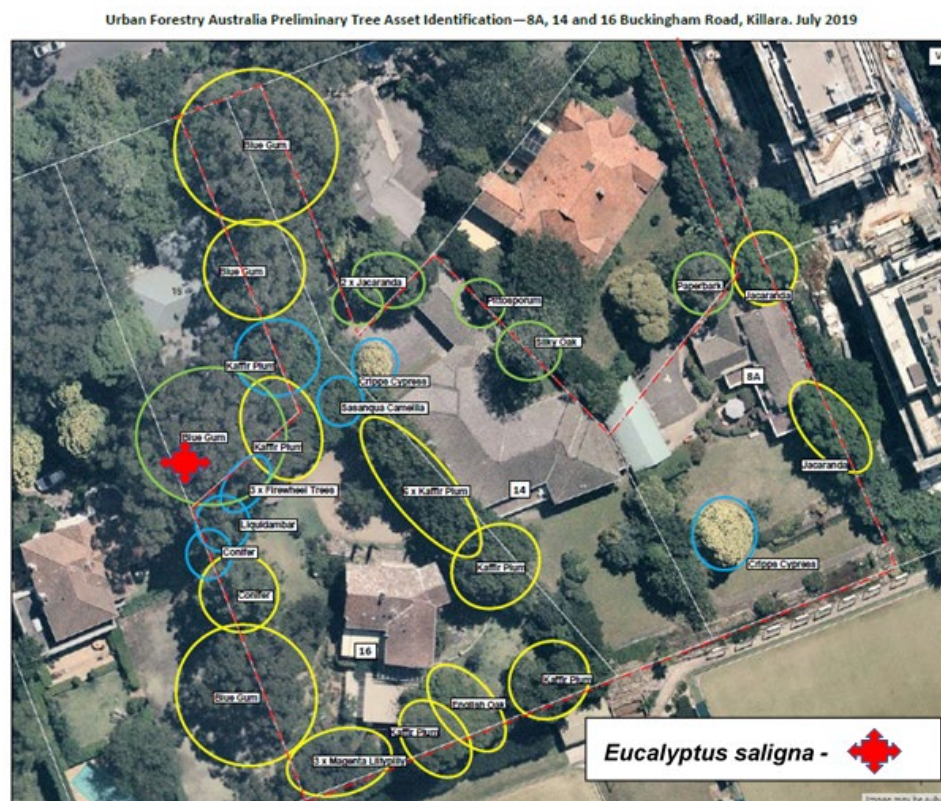 Urban Forestry Australia Preliminary Tree Asset Identification—8A, 14 and 16 Buckingham Road, Killara. July 2019
Blue Gum
Blue Gum
2 x Jacaranda
Pittosporum
Paperbark
Jacaranda
Silky Oak
Kaffir Plum
Cripps Cypress
8A
Sasanqua Camellia
Blue Gum
Kaffir Plum
Jacaranda
3 x Firewheel Trees
6 x Kaffir Plum
14
Liquidambar
Conifer
Kaffir Plum
Cripps Cypress
Conifer
16
Kaffir Plum
Blue Gum
English Oak
Kaffir Plum
3 x Magenta Lillypilly
Eucalyptus saligna -